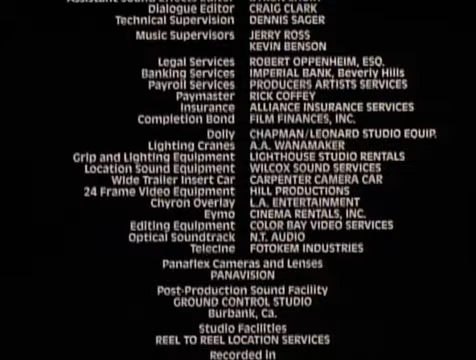 Dialogue Editor CRAIG CLARK
Technical Supervision DENNIS SAGER
Music Supervisors JERRY ROSS
KEVIN BENSON
Legal Services ROBERT OPPENHEIM, ESQ.
Banking Services IMPERIAL BANK, Beverly Hills
Payroll Services PRODUCERS ARTISTS SERVICES
Paymaster RICK COFFEY
Insurance ALLIANCE INSURANCE SERVICES
Completion Bond FILM FINANCES, INC.
Dolly CHAPMAN/LEONARD STUDIO EQUIP.
Lighting Cranes A.A. WANAMAKER
Grip and Lighting Equipment LIGHTHOUSE STUDIO RENTALS
Location Sound Equipment WILCOX SOUND SERVICES
Wide Trailer Insert Car CARPENTER CAMERA CAR
24 Frame Video Equipment HILL PRODUCTIONS
Chyron Overlay L.A. ENTERTAINMENT
Eymo CINEMA RENTALS, INC.
Editing Equipment COLOR BAY VIDEO SERVICES
Optical Soundtrack N.T. AUDIO
Telecine FOTOKEM INDUSTRIES
Panaflex Cameras and Lenses
PANAVISION
Post-Production Sound Facility
GROUND CONTROL STUDIO
Burbank, Ca.
Studio Facilities
REEL TO REEL LOCATION SERVICES
Recorded in